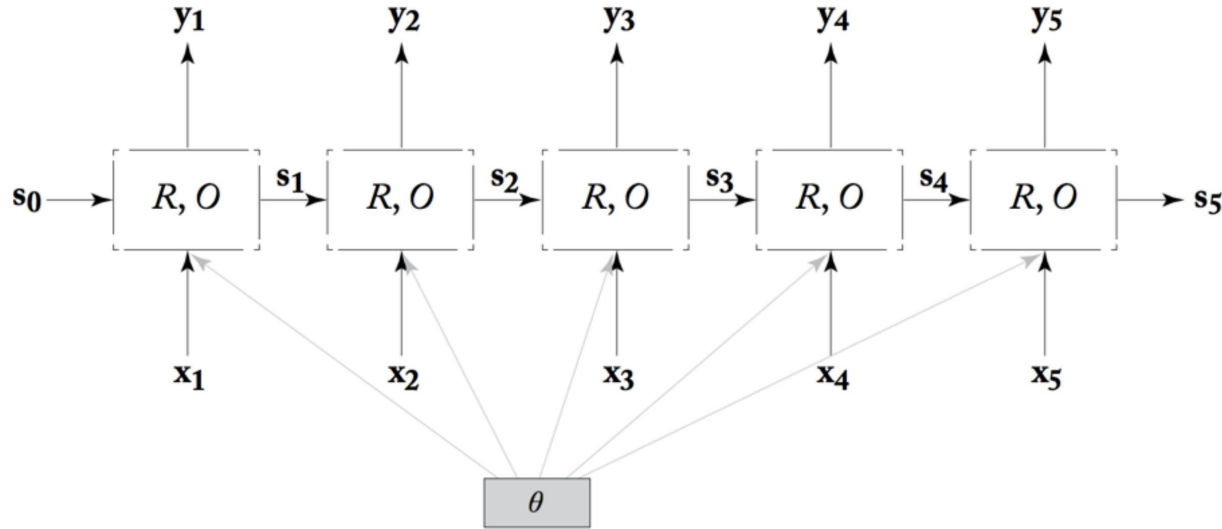 y1 y2 y3 y4 y5
s0 R, O s1 R, O s2 R, O s3 R, O s4 R, O s5
x1 x2 x3 x4 x5
θ